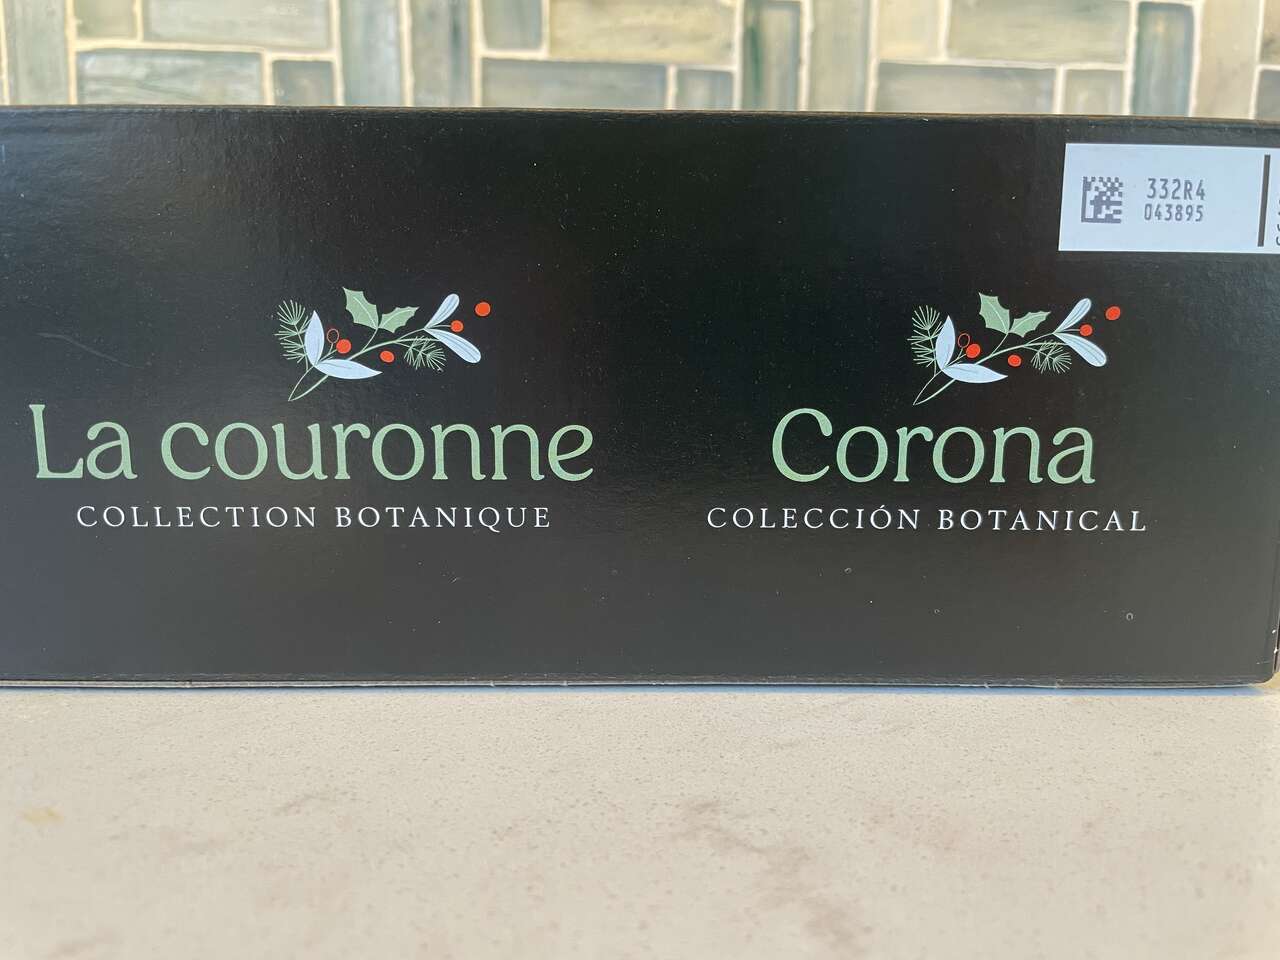 La couronne
COLLECTION BOTANIQUE
Corona
COLECCIÓN BOTANICAL
332R4
043895